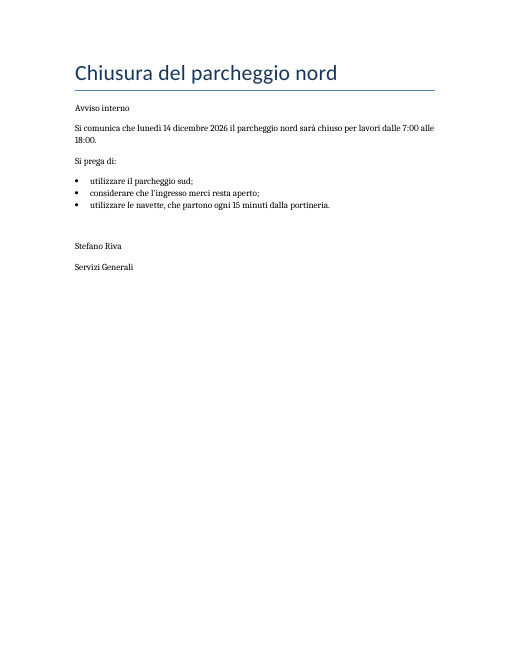 Chiusura del parcheggio nord
Avviso interno
Si comunica che lunedì 14 dicembre 2026 il parcheggio nord sarà chiuso per lavori dalle 7:00 alle
18:00.
Si prega di:
• utilizzare il parcheggio sud;
• considerare che l'ingresso merci resta aperto;
• utilizzare le navette, che partono ogni 15 minuti dalla portineria.
Stefano Riva
Servizi Generali